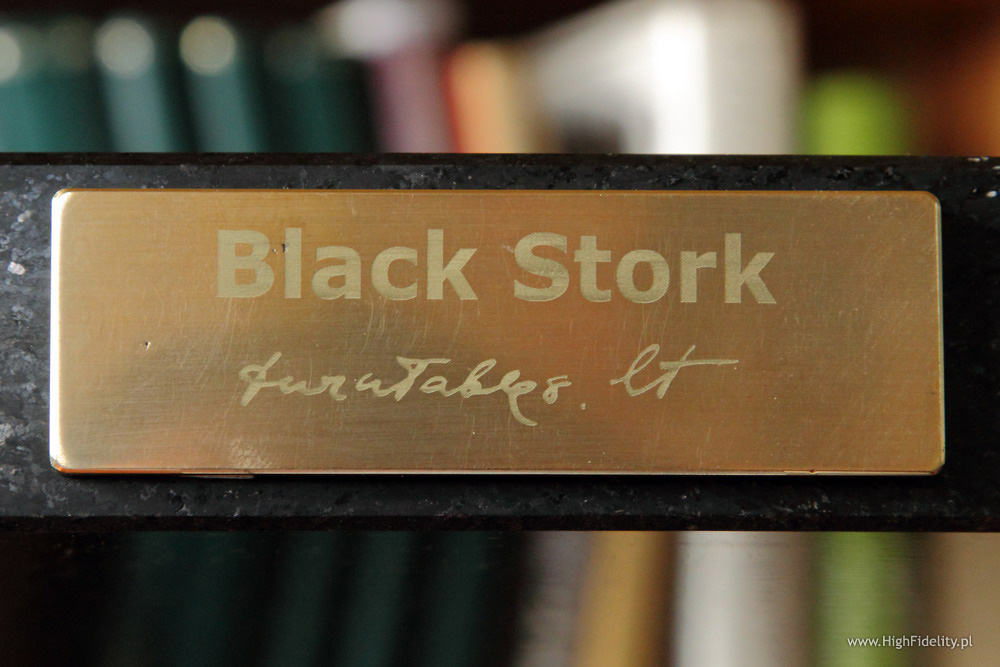 Black Stork
turntables. lt
www.HighFidelity.pl